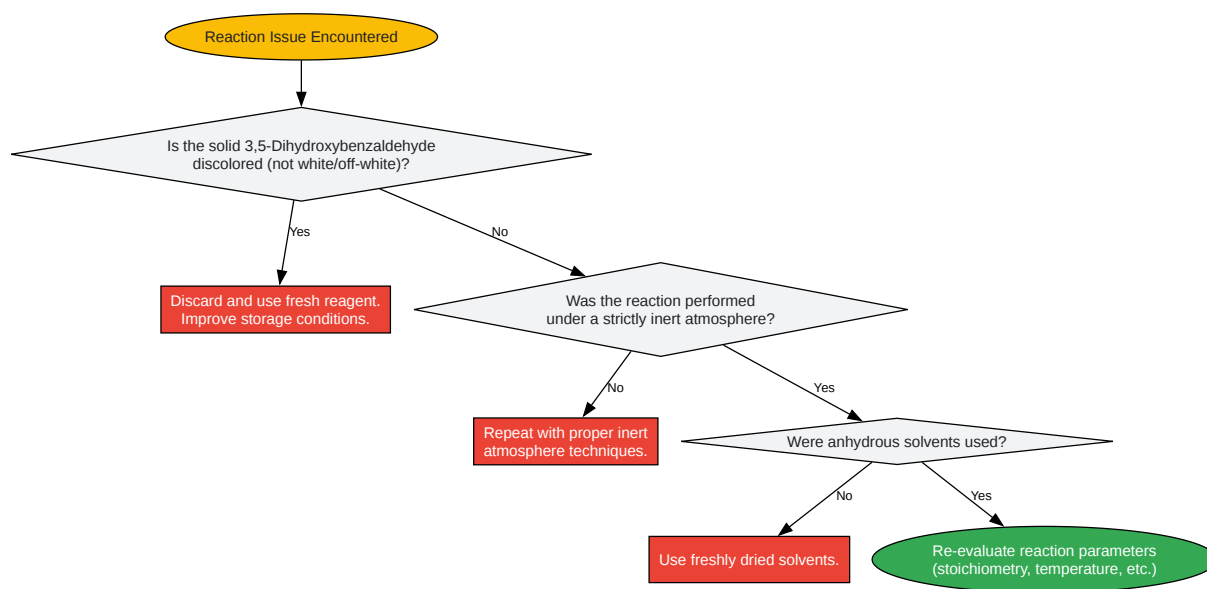 Reaction Issue Encountered
Is the solid 3,5-Dihydroxybenzaldehyde
discolored (not white/off-white)?
Yes
No
Discard and use fresh reagent.
Improve storage conditions.
Was the reaction performed
under a strictly inert atmosphere?
No
Yes
Repeat with proper inert
atmosphere techniques.
Were anhydrous solvents used?
No
Yes
Use freshly dried solvents.
Re-evaluate reaction parameters
(stoichiometry, temperature, etc.)